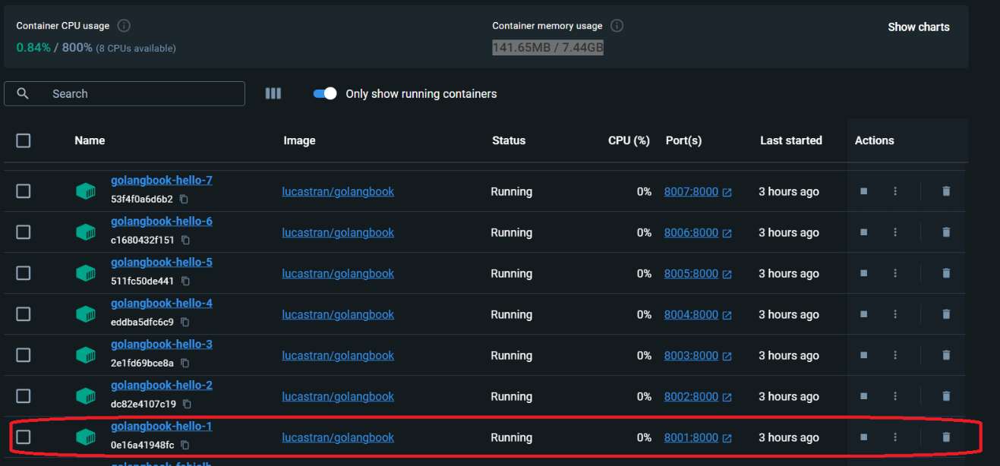 Container CPU usage
0.84% / 800% (8 CPUs available)
Container memory usage
141.65MB / 7.44GB
Show charts
Search
Only show running containers
Name Image Status CPU (%) Port(s) Last started Actions
golangbook-hello-7
53f4f0a6d6b2
lucastran/golangbook Running 0% 8007:8000 3 hours ago
golangbook-hello-6
c1680432f151
lucastran/golangbook Running 0% 8006:8000 3 hours ago
golangbook-hello-5
511fc50de441
lucastran/golangbook Running 0% 8005:8000 3 hours ago
golangbook-hello-4
eddba5dfc6c9
lucastran/golangbook Running 0% 8004:8000 3 hours ago
golangbook-hello-3
2e1fd69bce8a
lucastran/golangbook Running 0% 8003:8000 3 hours ago
golangbook-hello-2
dc82e4107c19
lucastran/golangbook Running 0% 8002:8000 3 hours ago
golangbook-hello-1
0e16a41948fc
lucastran/golangbook Running 0% 8001:8000 3 hours ago